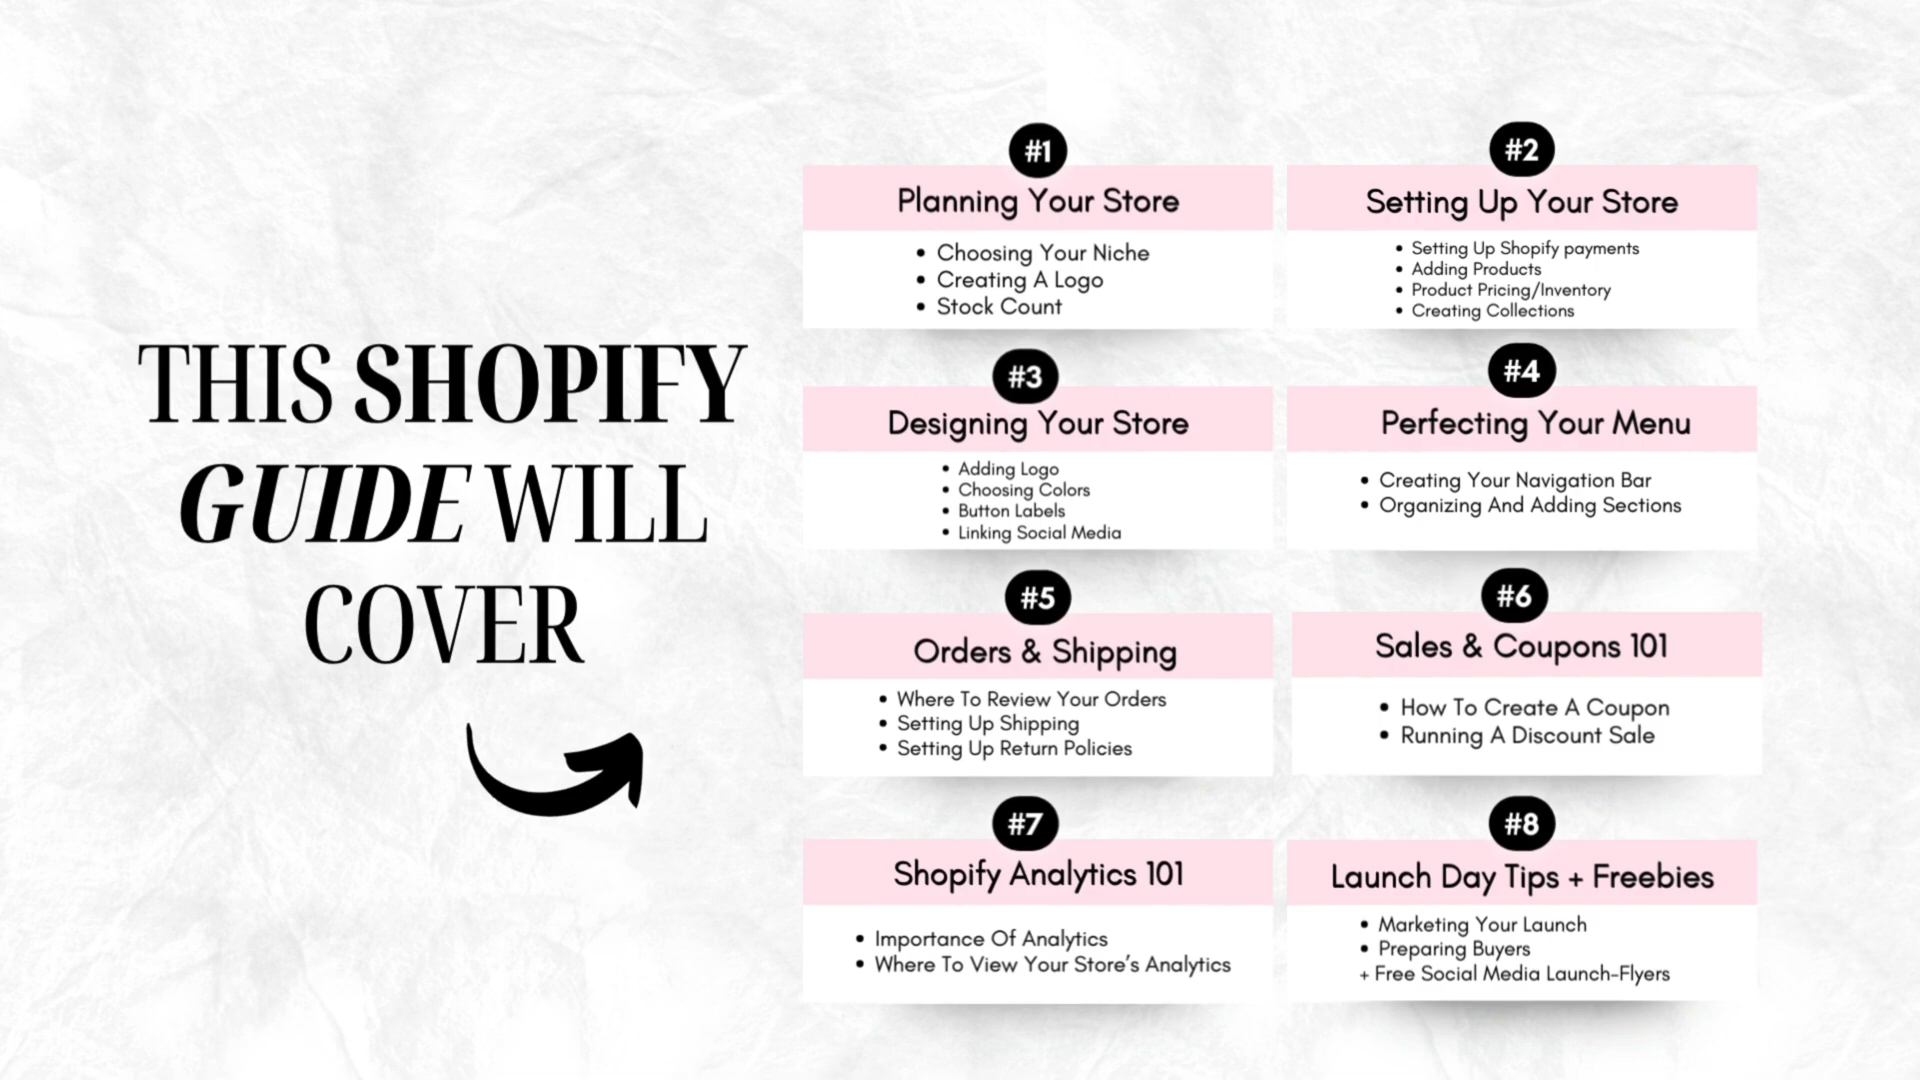 THIS SHOPIFY
GUIDE WILL
COVER
#1
Planning Your Store
• Choosing Your Niche
• Creating A Logo
• Stock Count
#2
Setting Up Your Store
• Setting Up Shopify payments
• Adding Products
• Product Pricing/Inventory
• Creating Collections
#3
Designing Your Store
• Adding Logo
• Choosing Colors
• Button Labels
• Linking Social Media
#4
Perfecting Your Menu
• Creating Your Navigation Bar
• Organizing And Adding Sections
#5
Orders & Shipping
• Where To Review Your Orders
• Setting Up Shipping
• Setting Up Return Policies
#6
Sales & Coupons 101
• How To Create A Coupon
• Running A Discount Sale
#7
Shopify Analytics 101
• Importance Of Analytics
• Where To View Your Store's Analytics
#8
Launch Day Tips + Freebies
• Marketing Your Launch
• Preparing Buyers
+ Free Social Media Launch-Flyers